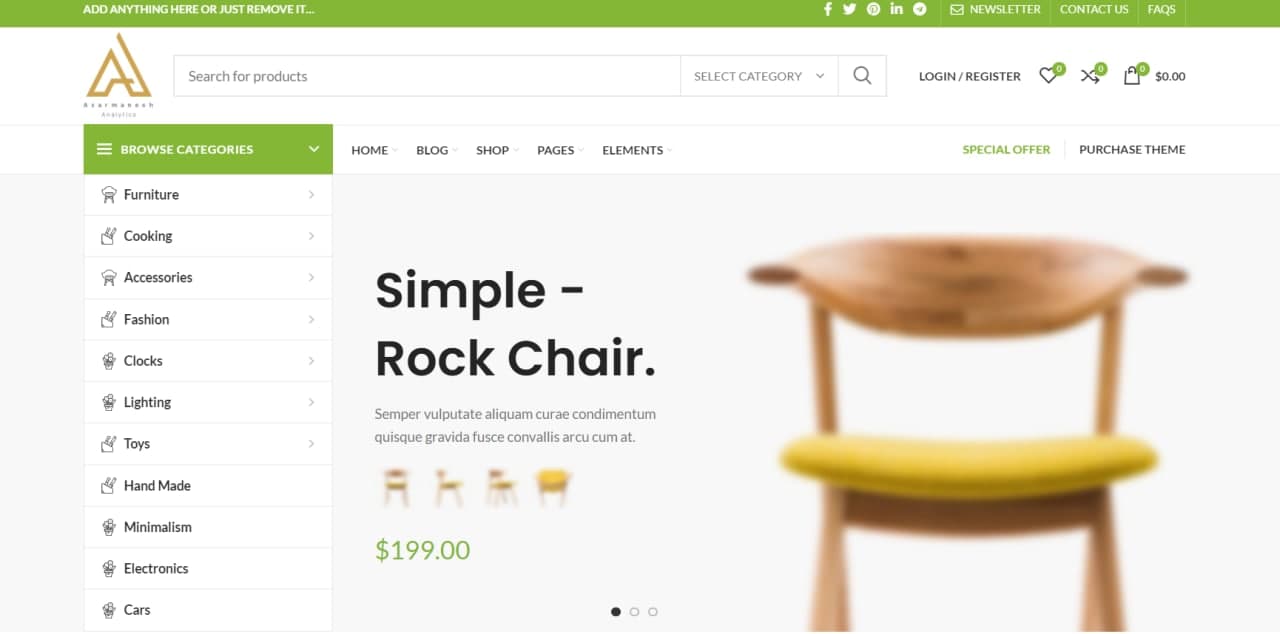 ADD ANYTHING HERE OR JUST REMOVE IT...
NEWSLETTER CONTACT US FAQS
Asarmanesh
Analytics
Search for products
SELECT CATEGORY
LOGIN / REGISTER
0
0
0
$0.00
BROWSE CATEGORIES
HOME BLOG SHOP PAGES ELEMENTS
SPECIAL OFFER PURCHASE THEME
Furniture
Cooking
Accessories
Fashion
Clocks
Lighting
Toys
Hand Made
Minimalism
Electronics
Cars
Simple -
Rock Chair.
Semper vulputate aliquam curae condimentum
quisque gravida fusce convallis arcu cum at.
$199.00